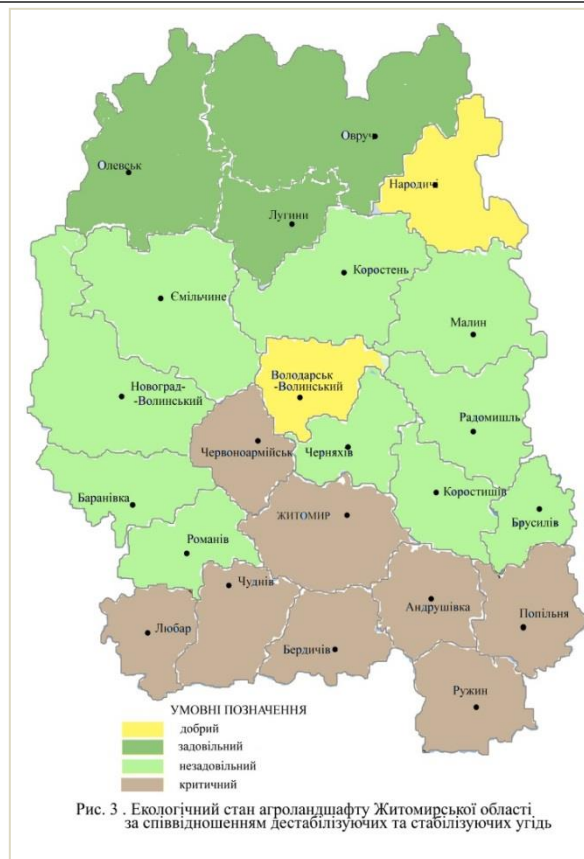 Овруч
Олевськ
Народичі
Лугини
Коростень
Ємільчине
Малин
Володарськ
-Волинський
Новоград-
-Волинський
Радомишль
Червоноармійськ
Черняхів
Баранівка
Коростишів
Брусилів
ЖИТОМИР
Романів
Чуднів
Андрушівка
Попільня
Любар
Бердичів
Ружин
УМОВНІ ПОЗНАЧЕННЯ
добрий
задовільний
незадовільний
критичний
Рис. 3 . Екологічний стан агроландшафту Житомирської області
за співвідношенням дестабілізуючих та стабілізуючих угідь